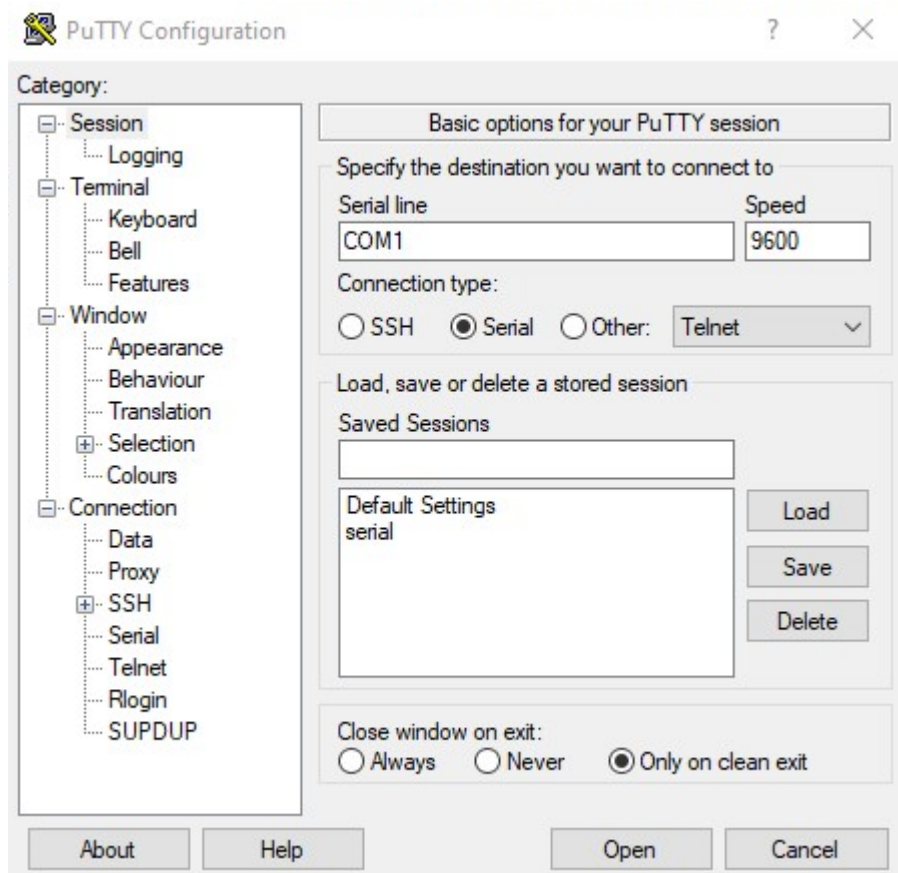 PuTTY Configuration
Category:
Session
Logging
Terminal
Keyboard
Bell
Features
Window
Appearance
Behaviour
Translation
Selection
Colours
Connection
Data
Proxy
SSH
Serial
Telnet
Rlogin
SUPDUP
Basic options for your PuTTY session
Specify the destination you want to connect to
Serial line Speed
COM1 9600
Connection type:
SSH Serial Other: Telnet
Load, save or delete a stored session
Saved Sessions
Default Settings
serial
Load
Save
Delete
Close window on exit:
Always Never Only on clean exit
About Help Open Cancel